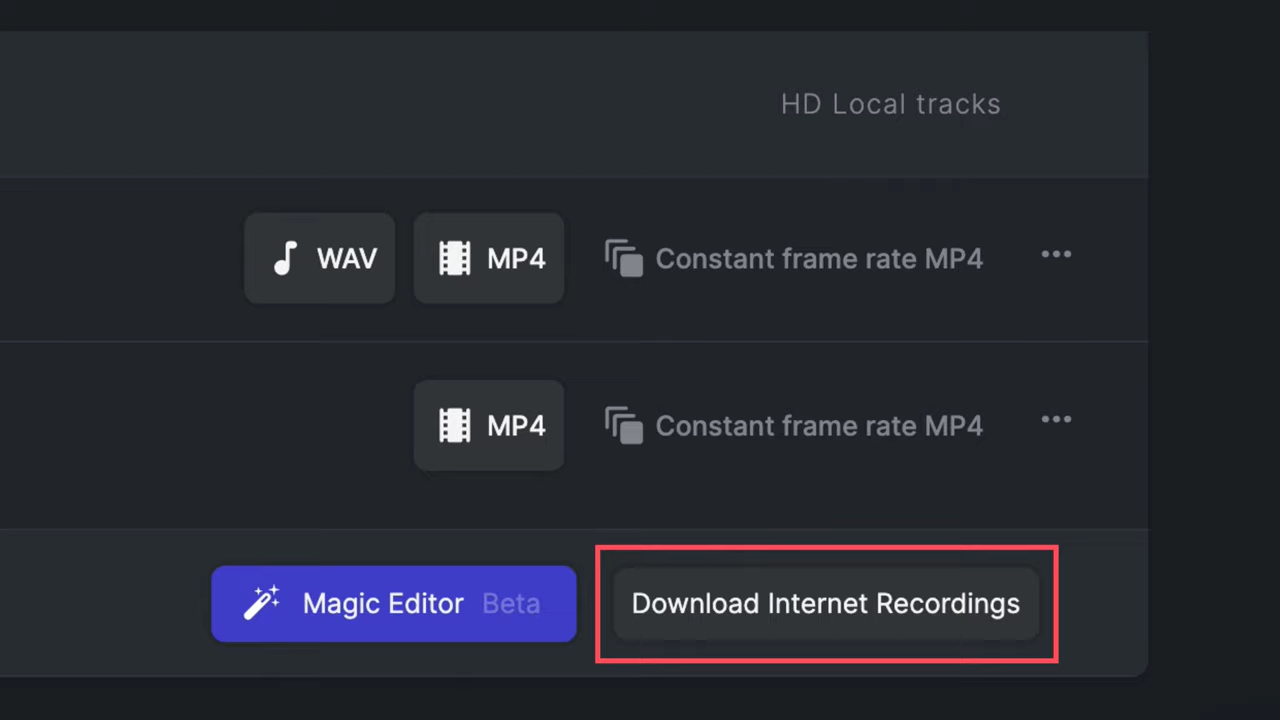 HD Local tracks
WAV MP4 Constant frame rate MP4
MP4 Constant frame rate MP4
Magic Editor Beta Download Internet Recordings